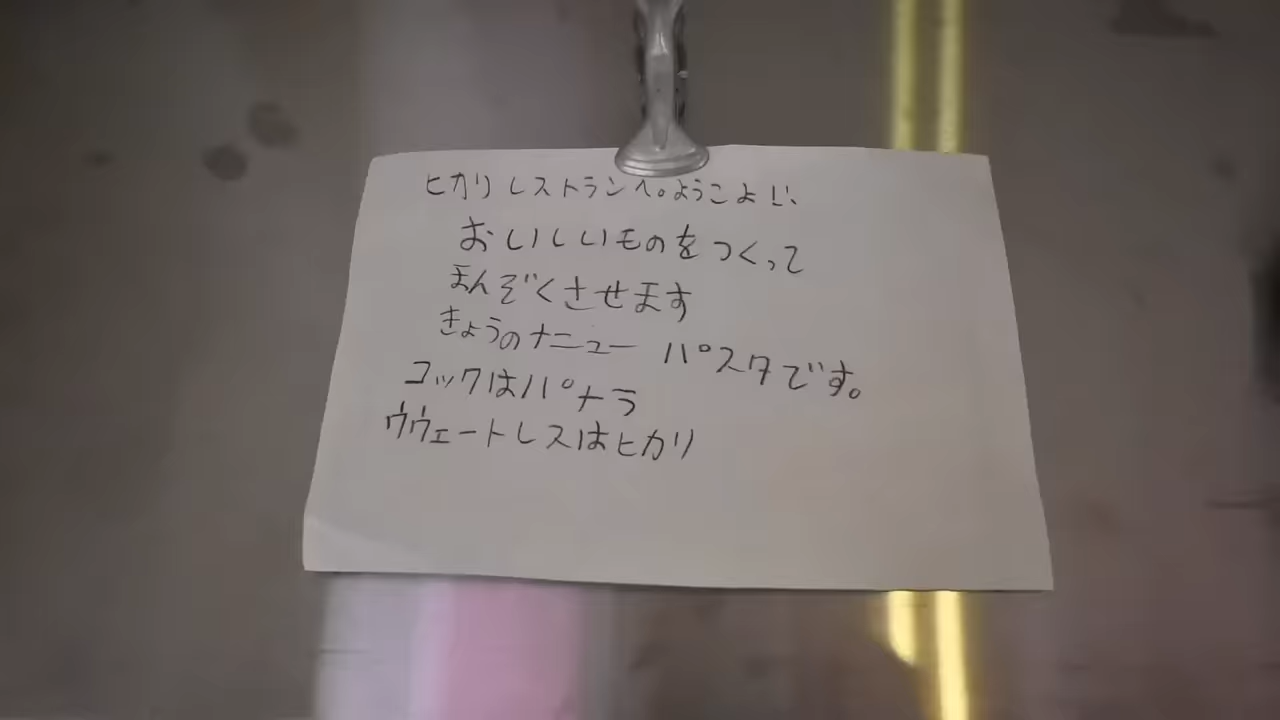 ヒカリレストランへ。ようこよ!!、
おいしいものをつくって
まんぞくさせます
きょうのナニュー パスタです。
コックはパナラ
ウウェートレスはヒカリ